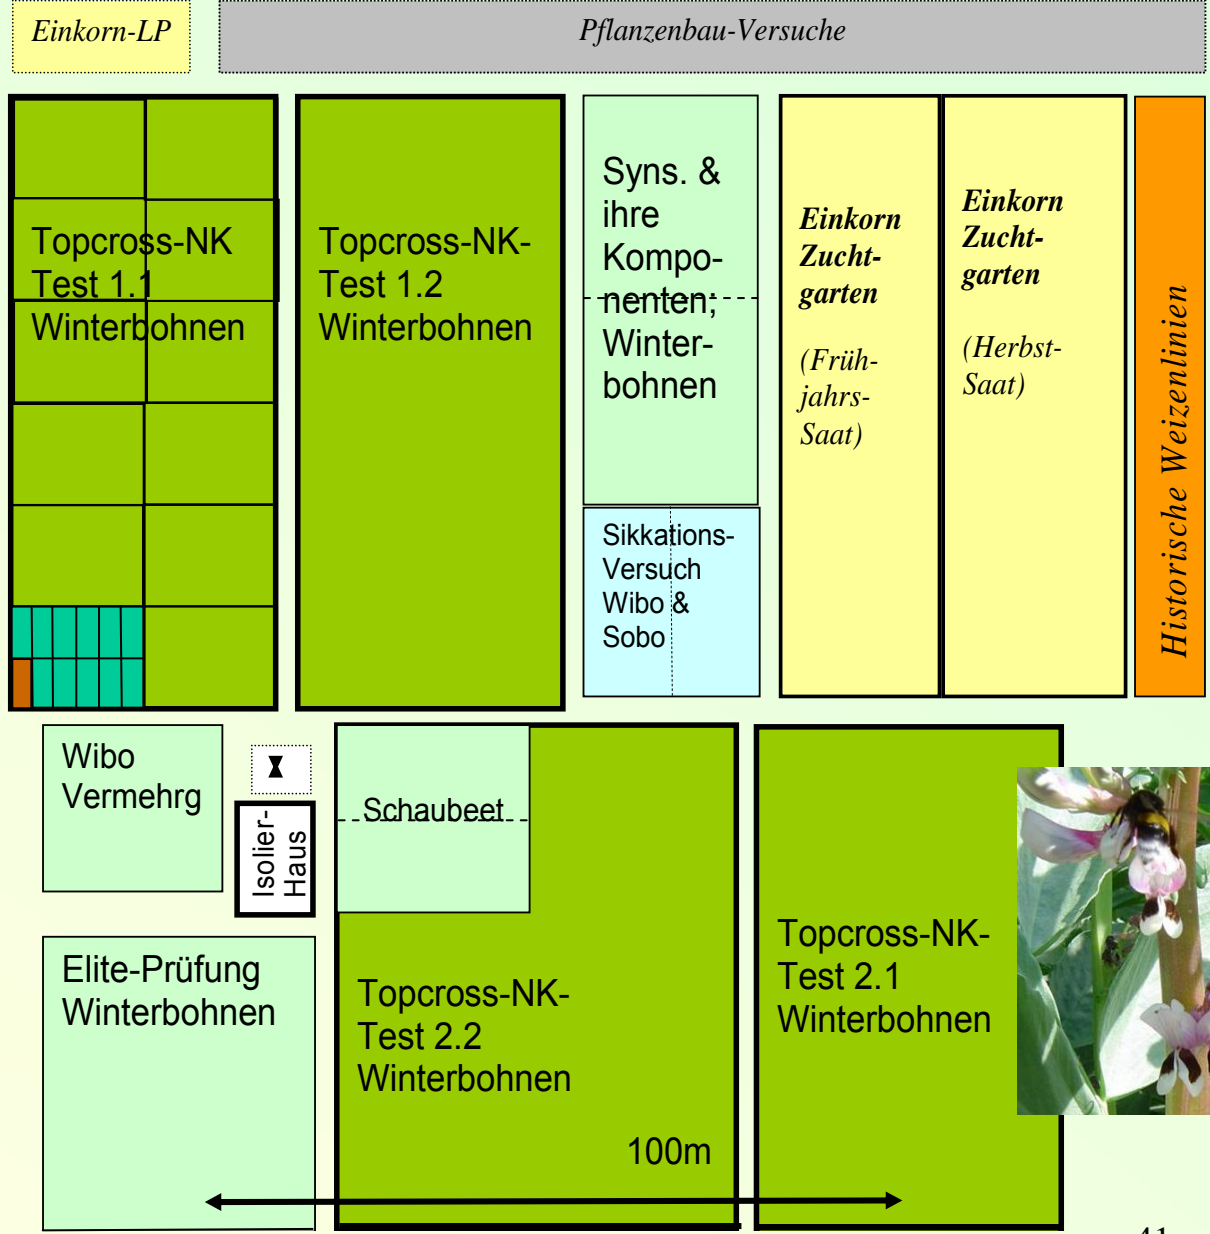 Einkorn-LP
Pflanzenbau-Versuche
Topcross-NK
Test 1.1
Winterbohnen
Topcross-NK-
Test 1.2
Winterbohnen
Syns. &
ihre
Kompo-
nenten;
Winter-
bohnen
Sikkations-
Versuch
Wibo &
Sobo
Einkorn
Zucht-
garten
(Früh-
jahrs-
Saat)
Einkorn
Zucht-
garten
(Herbst-
Saat)
Historische Weizenlinien
Wibo
Vermehrg
Isolier-
Haus
Schaubeet
Elite-Prüfung
Winterbohnen
Topcross-NK-
Test 2.2
Winterbohnen
Topcross-NK-
Test 2.1
Winterbohnen
100m